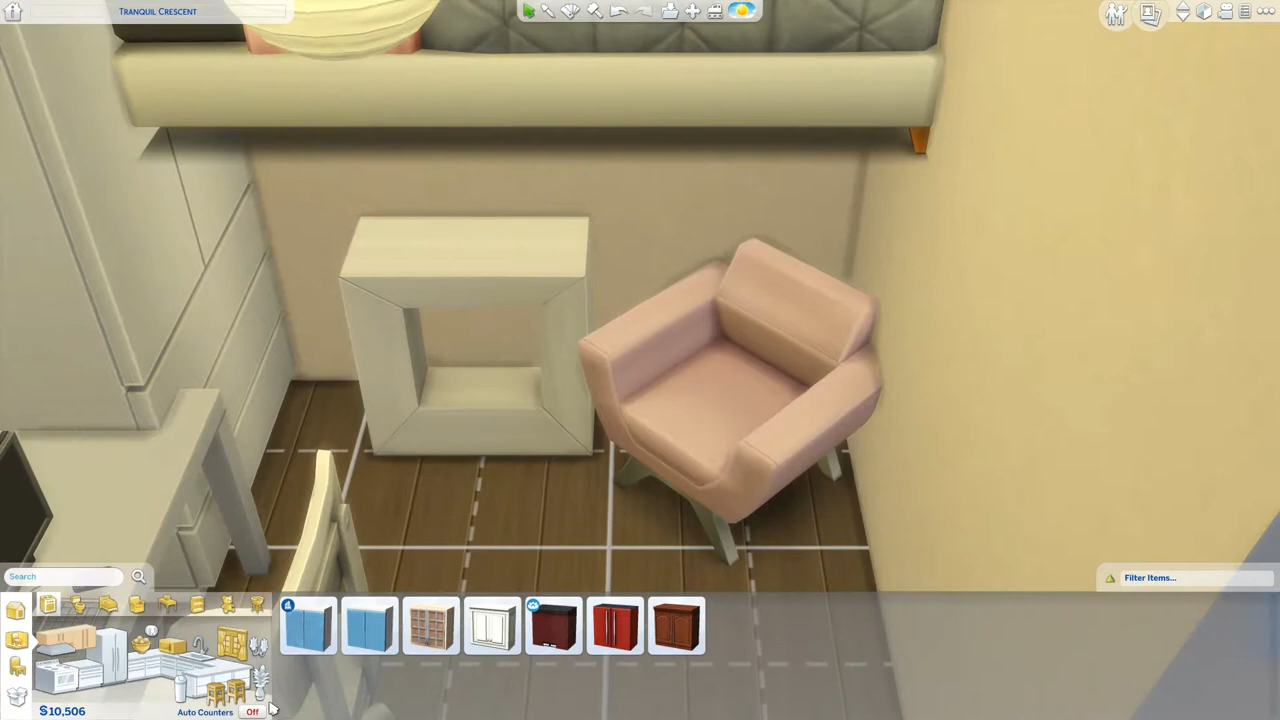 TRANQUIL CRESCENT
Search
Filter Items...
§10,506
Auto Counters Off